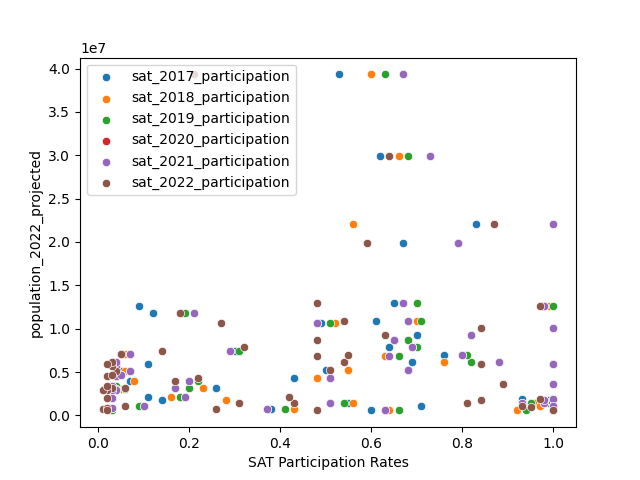 1e7
4.0
3.5
3.0
2.5
2.0
1.5
1.0
0.5
0.0
population_2022_projected
sat_2017_participation
sat_2018_participation
sat_2019_participation
sat_2020_participation
sat_2021_participation
sat_2022_participation
0.0 0.2 0.4 0.6 0.8 1.0
SAT Participation Rates